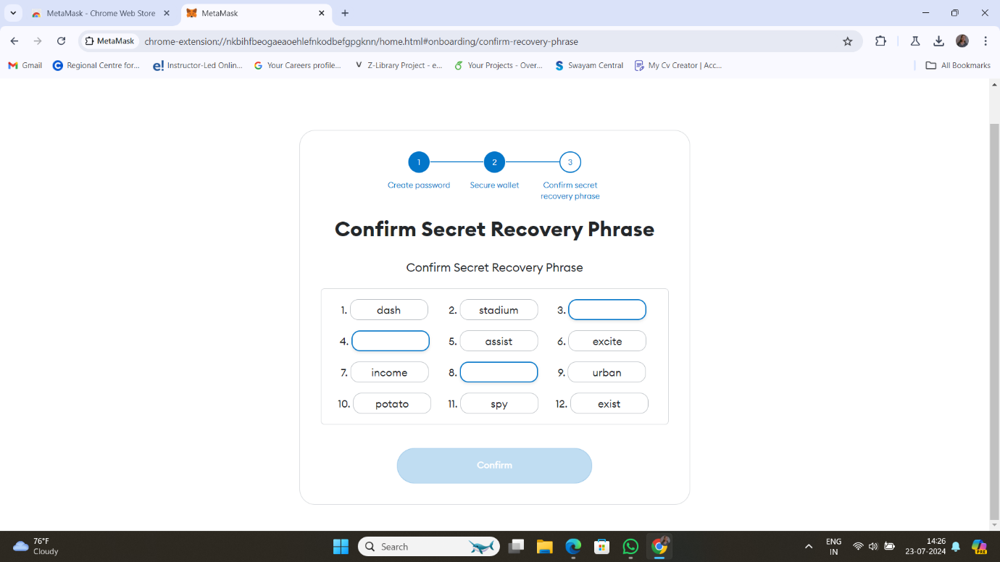 MetaMask - Chrome Web Store
MetaMask
MetaMask
chrome-extension://nkbihfbeogaeaoehlefnkodbefgpgknn/home.html#onboarding/confirm-recovery-phrase
Gmail
Regional Centre for...
Instructor-Led Onlin...
Your Careers profile...
Z-Library Project - e...
Your Projects - Over...
Swayam Central
My Cv Creator | Acc...
All Bookmarks
1
2
3
Create password
Secure wallet
Confirm secret
recovery phrase
Confirm Secret Recovery Phrase
Confirm Secret Recovery Phrase
1. dash 2. stadium 3.
4. 5. assist 6. excite
7. income 8. 9. urban
10. potato 11. spy 12. exist
Confirm
76°F
Cloudy
Search
ENG
IN
14:26
23-07-2024
PRE